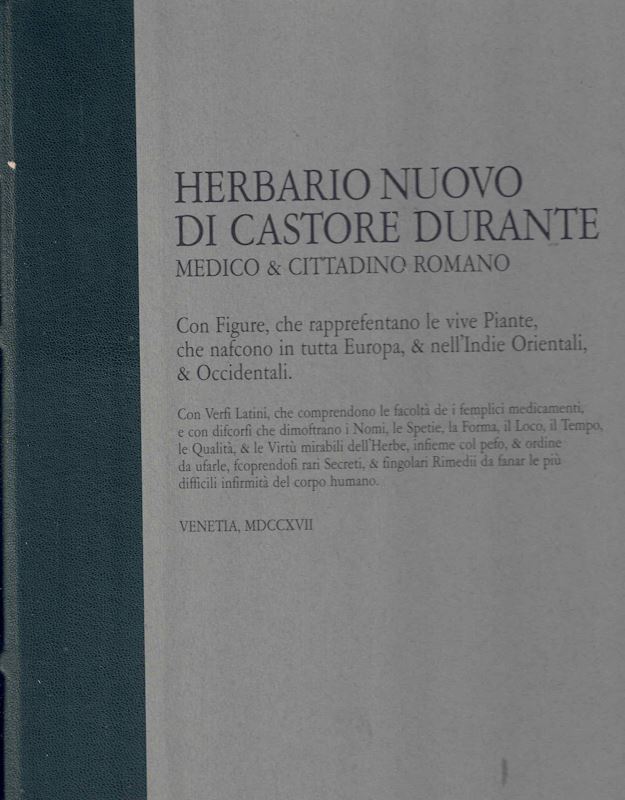 HERBARIO NUOVO
DI CASTORE DURANTE
MEDICO & CITTADINO ROMANO
Con Figure, che rapprefentano le vive Piante,
che nafcono in tutta Europa, & nell'Indie Orientali,
& Occidentali.
Con Verfi Latini, che comprendono le facoltà de i femplici medicamenti,
e con difcorfi che dimoftrano i Nomi, le Spetie, la Forma, il Loco, il Tempo,
le Qualità, & le Virtù mirabili dell'Herbe, infieme col pefo, & ordine
da ufarle, fcoprendofi rari Secreti, & fingolari Rimedii da fanar le più
difficili infirmità del corpo humano.
VENETIA, MDCCXVII